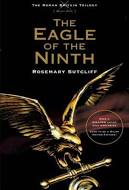 THE ROMAN BRITAIN TRILOGY
THE
EAGLE
OF THE
NINTH
ROSEMARY SUTCLIFF